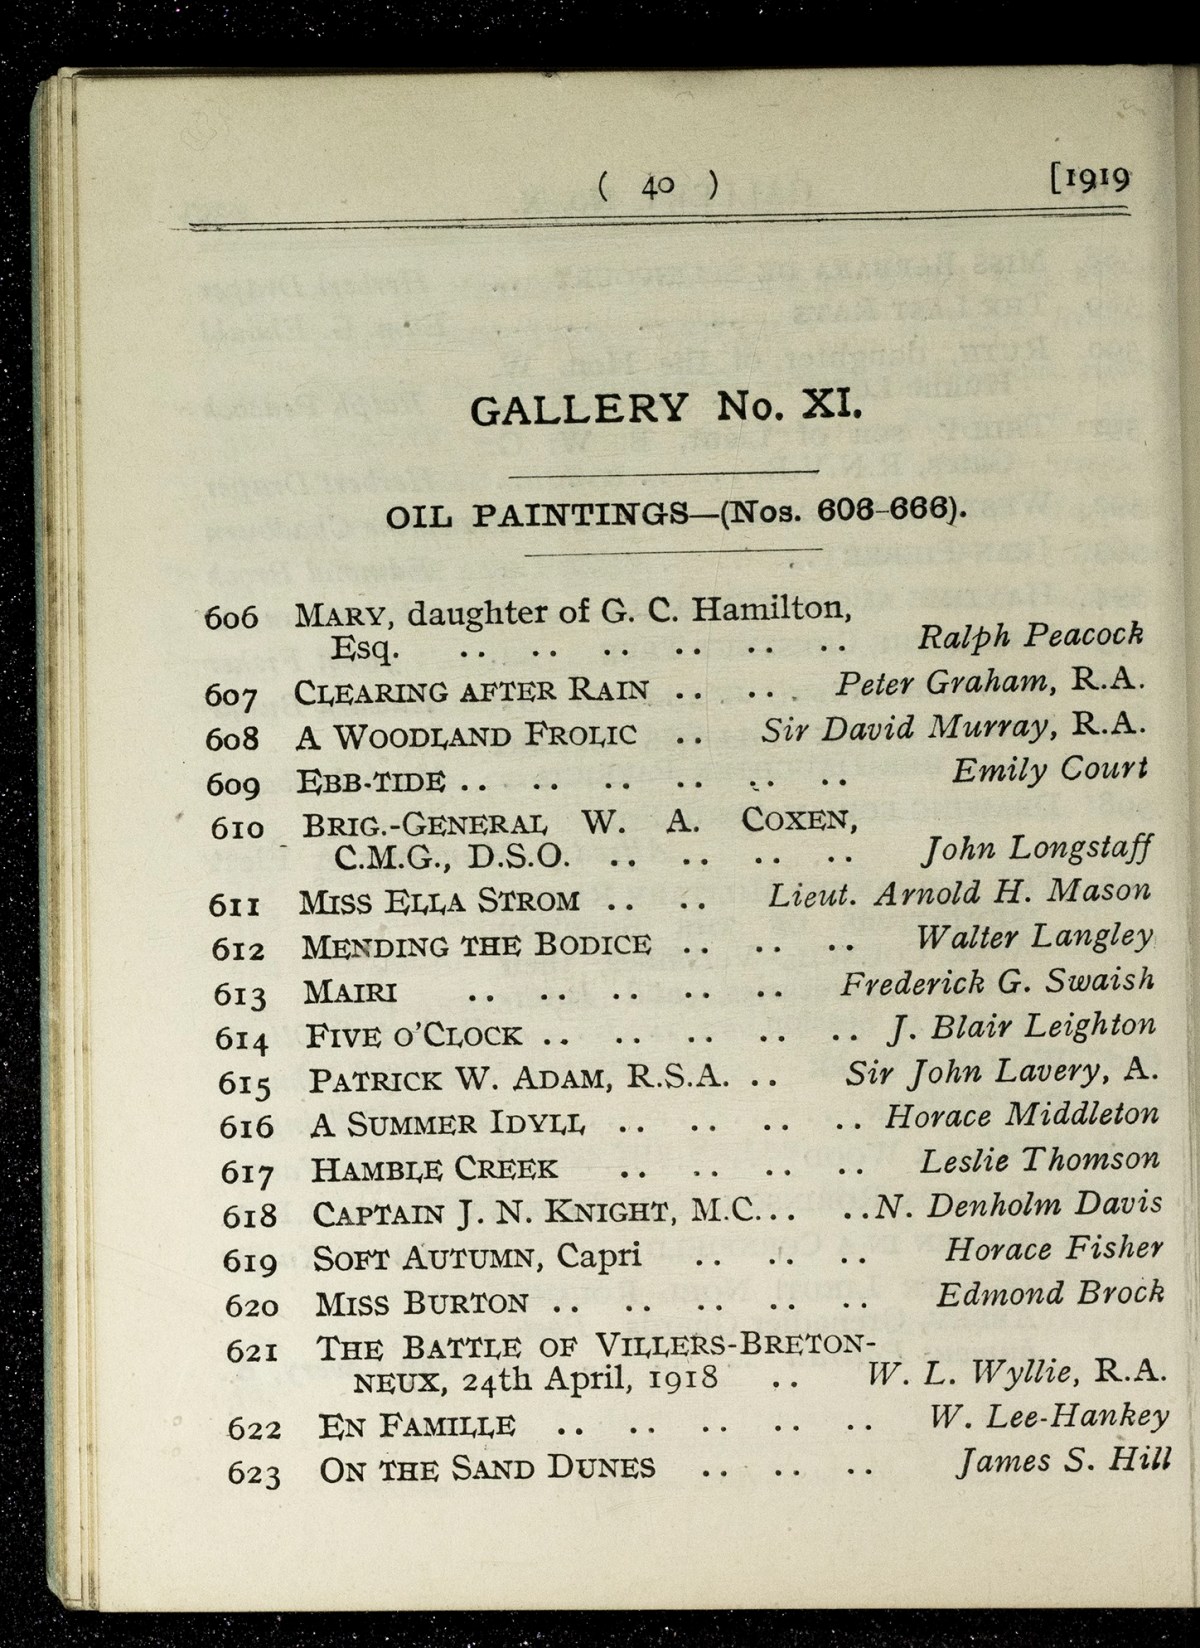 ( 40 ) [1919
GALLERY No. XI.
OIL PAINTINGS—(Nos. 606–666).
606 MARY, daughter of G. C. Hamilton,
Esq. .. .. .. .. .. .. Ralph Peacock
607 CLEARING AFTER RAIN .. .. . Peter Graham, R.A.
608 A WOODLAND FROLIC .. Sir David Murray, R.A.
609 EBB-TIDE .. .. .. .. .. .. Emily Court
610 BRIG.-GENERAL W. A. COXEN,
C.M.G., D.S.O. .. .. .. .. John Longstaff
611 MISS ELLA STROM .. .. Lieut. Arnold H. Mason
612 MENDING THE BODICE .. .. .. Walter Langley
613 MAIRI .. .. .. .. .. Frederick G. Swaish
614 FIVE O'CLOCK .. .. .. .. .. J. Blair Leighton
615 PATRICK W. ADAM, R.S.A. .. Sir John Lavery, A.
616 A SUMMER IDYLL .. .. .. .. Horace Middleton
617 HAMBLE CREEK .. .. .. .. Leslie Thomson
618 CAPTAIN J. N. KNIGHT, M.C... .. N. Denholm Davis
619 SOFT AUTUMN, Capri .. .. .. Horace Fisher
620 MISS BURTON .. .. .. .. .. Edmond Brock
621 THE BATTLE OF VILLERS-BRETON-
NEUX, 24th April, 1918 .. W. L. Wyllie, R.A.
622 EN FAMILLE .. .. .. .. .. W. Lee-Hankey
623 ON THE SAND DUNES .. .. .. James S. Hill